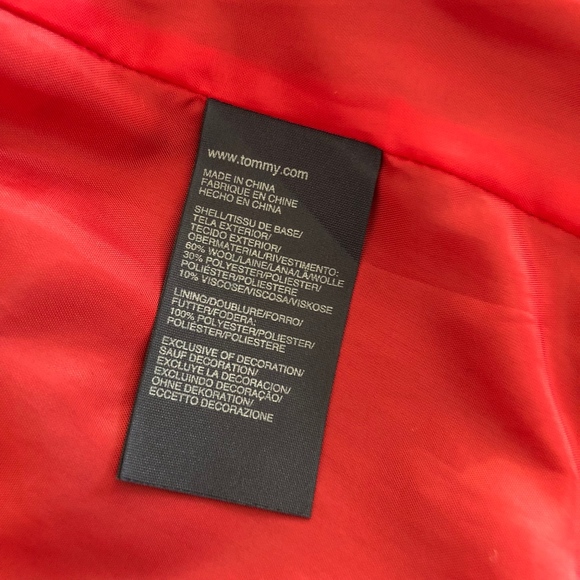 www.tommy.com
MADE IN CHINA
FABRIQUE EN CHINE
HECHO EN CHINA
SHELL/TISSU DE BASE/
TELA EXTERIOR/
TECIDO EXTERIOR/
OBERMATERIAL/RIVESTIMENTO:
60% WOOL/LAINE/LANA/LÃ/WOLLE
30% POLYESTER/POLIESTER/
POLIÉSTER/POLIESTERE
10% VISCOSE/VISCOSA/VISKOSE
LINING/DOUBLURE/FORRO/
FUTTER/FODERA:
100% POLYESTER/POLIESTER/
POLIÉSTER/POLIESTERE
EXCLUSIVE OF DECORATION/
SAUF DECORATION/
EXCLUYE LA DECORACION/
EXCLUINDO DECORAÇÃO/
OHNE DEKORATION/
ECCETTO DECORAZIONE